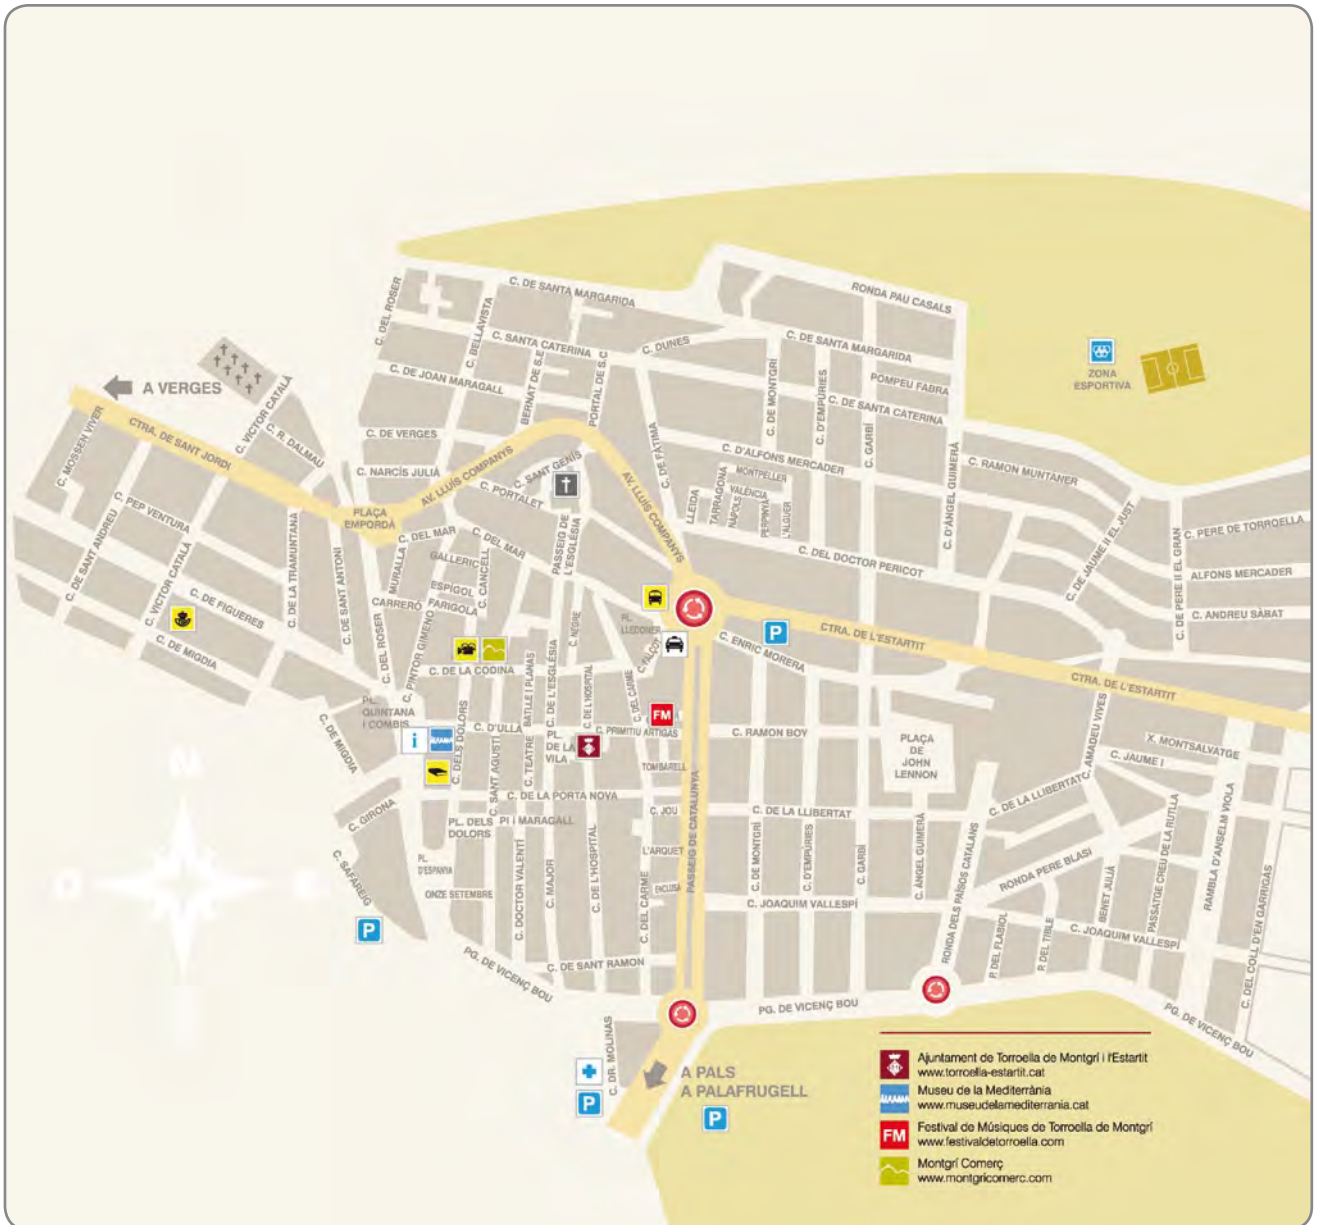 C. DEL ROSER
C. DE SANTA MARGARIDA
RONDA PAU CASALS
C. BELLAVISTA
C. SANTA CATERINA
C. DUNES
C. DE SANTA MARGARIDA
ZONA
ESPORTIVA
A VERGES
C. DE JOAN MARAGALL
BERNAT DE S.E
PORTAL DE S.C
C. DE MONTGRÍ
C. D'EMPÚRIES
POMPEU FABRA
C. DE SANTA CATERINA
C. MOSSEN VIVER
CTRA. DE SANT JORDI
C. VICTOR CATALÀ
C. R. DALMAU
C. DE VERGES
C. NARCÍS JULIÀ
AV. LLUÍS COMPANYS
C. SANT GENÍS
C. PORTALET
C. DE FÀTIMA
C. D'ALFONS MERCADER
C. GARBÍ
C. D'ÀNGEL GUIMERÀ
C. RAMON MUNTANER
MONTPELLER
LLEIDA
TARRAGONA
VALÈNCIA
NÀPOLS
PERPINYÀ
L'ALGUER
C. PEP VENTURA
C. DE SANT ANDREU
C. VICTOR CATALÀ
C. DE FIGUERES
C. DE MIGDIA
C. DE LA TRAMUNTANA
C. DE SANT ANTONI
PLAÇA
EMPORDÀ
MURALLA
C. DEL MAR
C. DEL MAR
GALLERIC
ESPÍGOL
FARIGOLA
CARRERÓ
C. CANCELL
PASSEIG DE
L'ESGLÉSIA
AV. LLUÍS COMPANYS
C. DEL DOCTOR PERICOT
C. DE JAUME II EL JUST
C. DE PERE II EL GRAN
C. PERE DE TORROELLA
ALFONS MERCADER
C. ANDREU SÀBAT
C. DEL ROSER
C. PINTOR GIMENO
C. DE LA CODINA
C. NEGRE
PL.
LLEDONER
C. FALCÓ
C. ENRIC MORERA
CTRA. DE L'ESTARTIT
CTRA. DE L'ESTARTIT
PL.
QUINTANA
I COMBIS
C. DE MIGDIA
C. DELS DOLORS
C. D'ULLÀ
C. SANT AGUSTÍ
BATLLE I PLANAS
C. TEATRE
C. DE L'ESGLÉSIA
PL.
DE LA
VILA
C. DE L'HOSPITAL
C. DEL CARME
C. PRIMITIU ARTIGAS
FM
TOMBARELL
C. RAMON BOY
PLAÇA
DE
JOHN
LENNON
C. AMADEU VIVES
X. MONTSALVATGE
C. JAUME I
C. GIRONA
C. SAFAREIG
C. DE LA PORTA NOVA
PL. DELS
DOLORS
PI I MARAGALL
C. JOU
PASSEIG DE CATALUNYA
C. DE LA LLIBERTAT
C. DE LA LLIBERTAT
PL.
D'ESPANYA
ONZE SETEMBRE
C. DOCTOR VALENTÍ
C. MAJOR
C. DE L'HOSPITAL
L'ARQUET
C. DEL CARME
C. DE MONTGRÍ
C. D'EMPÚRIES
C. GARBÍ
C. ÀNGEL GUIMERÀ
RONDA DELS PAÏSOS CATALANS
RONDA PERE BLASI
BENET JULIÀ
PASSATGE CREU DE LA RUTLLA
RAMBLA D'ANSELM VIOLA
C. DEL COLL D'EN GARRIGÀS
C. JOAQUIM VALLESPÍ
C. JOAQUIM VALLESPÍ
P. DEL FLABIOL
P. DEL TIBLE
PG. DE VICENÇ BOU
C. DE SANT RAMON
PG. DE VICENÇ BOU
PG. DE VICENÇ BOU
C. DR. MOLINAS
A PALS
A PALAFRUGELL
P
P
P
P
i
N
O
E
Ajuntament de Torroella de Montgrí i l'Estartit
www.torroella-estartit.cat
Museu de la Mediterrània
www.museudelamediterrania.cat
FM
Festival de Músiques de Torroella de Montgrí
www.festivaldetorroella.com
Montgrí Comerç
www.montgricomerc.com